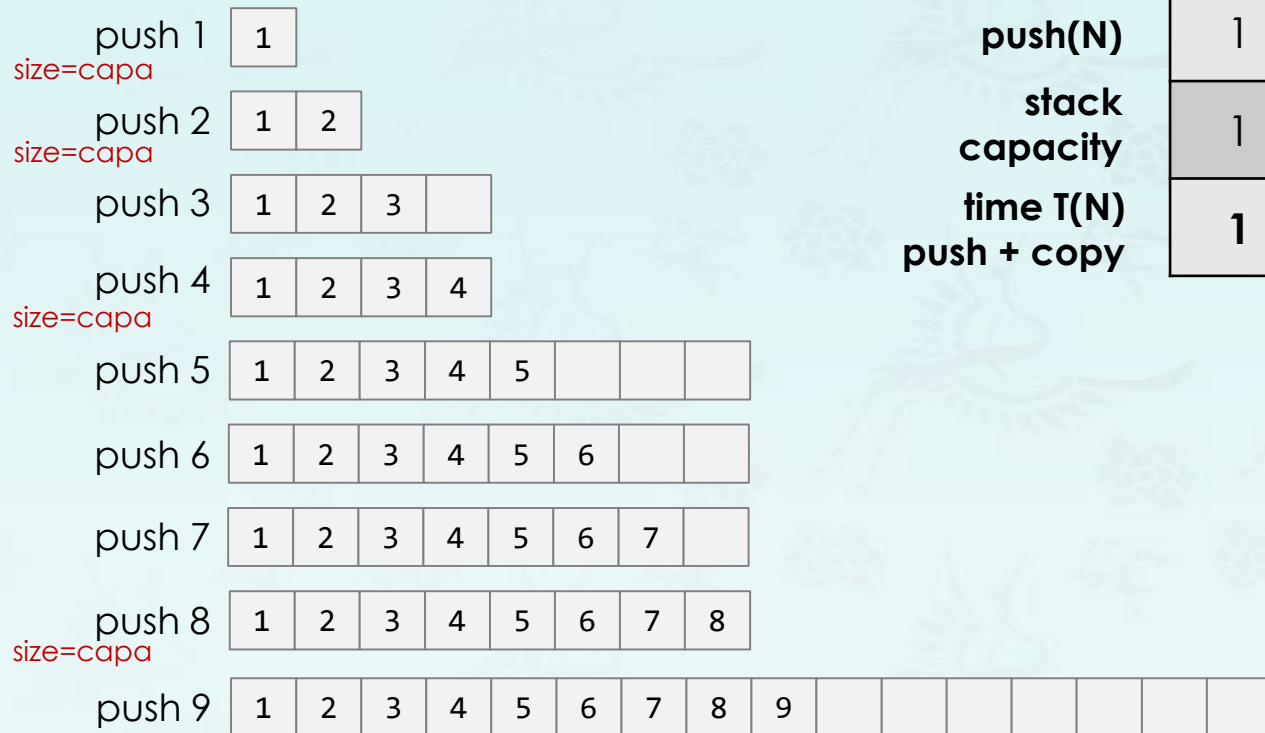 push 1 1
size=capa
push 2 1 2
size=capa
push 3 1 2 3
push 4 1 2 3 4
size=capa
push 5 1 2 3 4 5
push 6 1 2 3 4 5 6
push 7 1 2 3 4 5 6 7
push 8 1 2 3 4 5 6 7 8
size=capa
push 9 1 2 3 4 5 6 7 8 9
push(N) 1
stack
capacity 1
time T(N)
push + copy 1